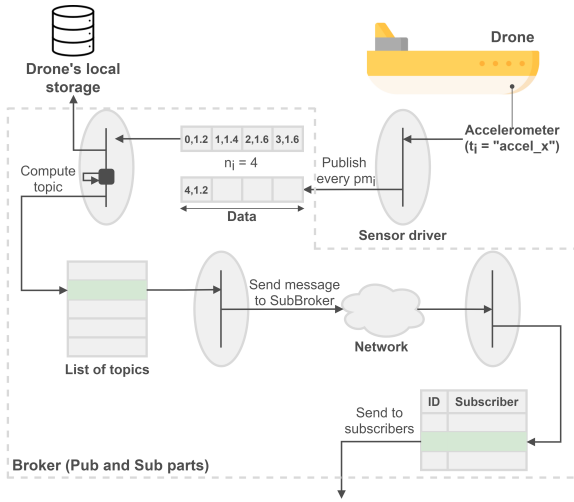 Drone
Drone's local
storage
Accelerometer
(ti = "accel_x")
0,1.2 1,1.4 2,1.6 3,1.6
ni = 4
Compute
topic
Publish
every pmi
4,1.2
Data
Sensor driver
Send message
to SubBroker
Network
List of topics
ID Subscriber
Send to
subscribers
Broker (Pub and Sub parts)